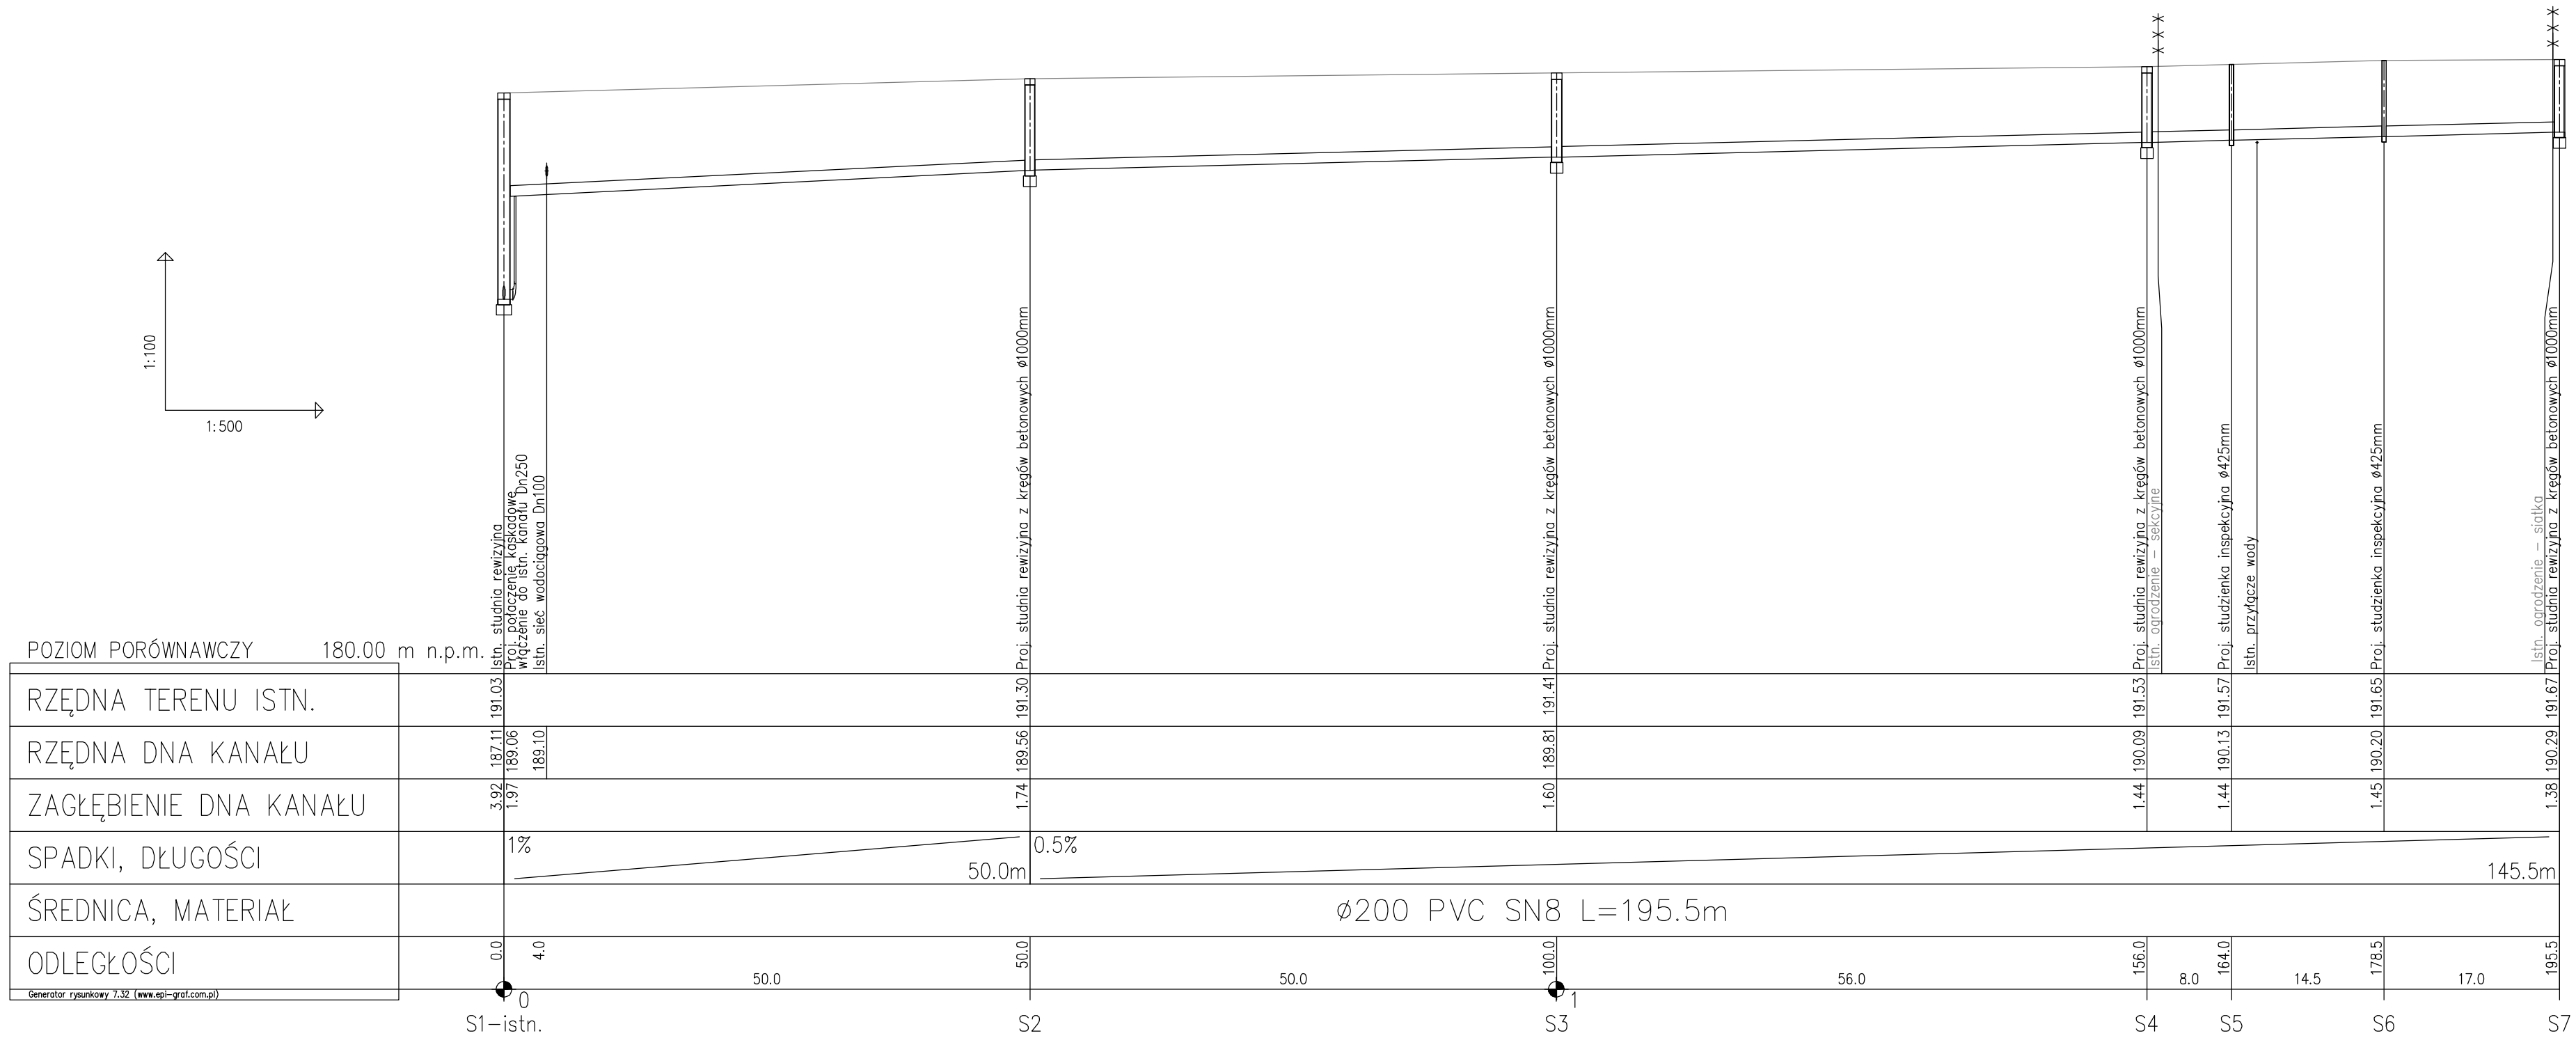 1:100
1:500
Istn. studnia rewizyjna
Proj. połączenie kaskadowe
włączenie do istn. kanału Dn250
Istn. sieć wodociągowa Dn100
Proj. studnia rewizyjna z kręgów betonowych ø1000mm
Proj. studnia rewizyjna z kręgów betonowych ø1000mm
Proj. studnia rewizyjna z kręgów betonowych ø1000mm
Istn. ogrodzenie – sekcyjne
Proj. studzienka inspekcyjna ø425mm
Istn. przyłącze wody
Proj. studzienka inspekcyjna ø425mm
Istn. ogrodzenie – siatka
Proj. studnia rewizyjna z kręgów betonowych ø1000mm
POZIOM PORÓWNAWCZY 180.00 m n.p.m.
RZĘDNA TERENU ISTN. 191.03 191.30 191.41 191.53 191.57 191.65 191.67
RZĘDNA DNA KANAŁU 187.11 189.06 189.10 189.56 189.81 190.09 190.13 190.20 190.29
ZAGŁĘBIENIE DNA KANAŁU 3.92 1.97 1.74 1.60 1.44 1.44 1.45 1.38
SPADKI, DŁUGOŚCI 1% 50.0m 0.5% 145.5m
ŚREDNICA, MATERIAŁ ø200 PVC SN8 L=195.5m
ODLEGŁOŚCI 0.0 4.0 50.0 100.0 156.0 164.0 178.5 195.5
50.0 50.0 56.0 8.0 14.5 17.0
Generator rysunkowy 7.32 (www.epi-graf.com.pl)
0 1
S1-istn. S2 S3 S4 S5 S6 S7